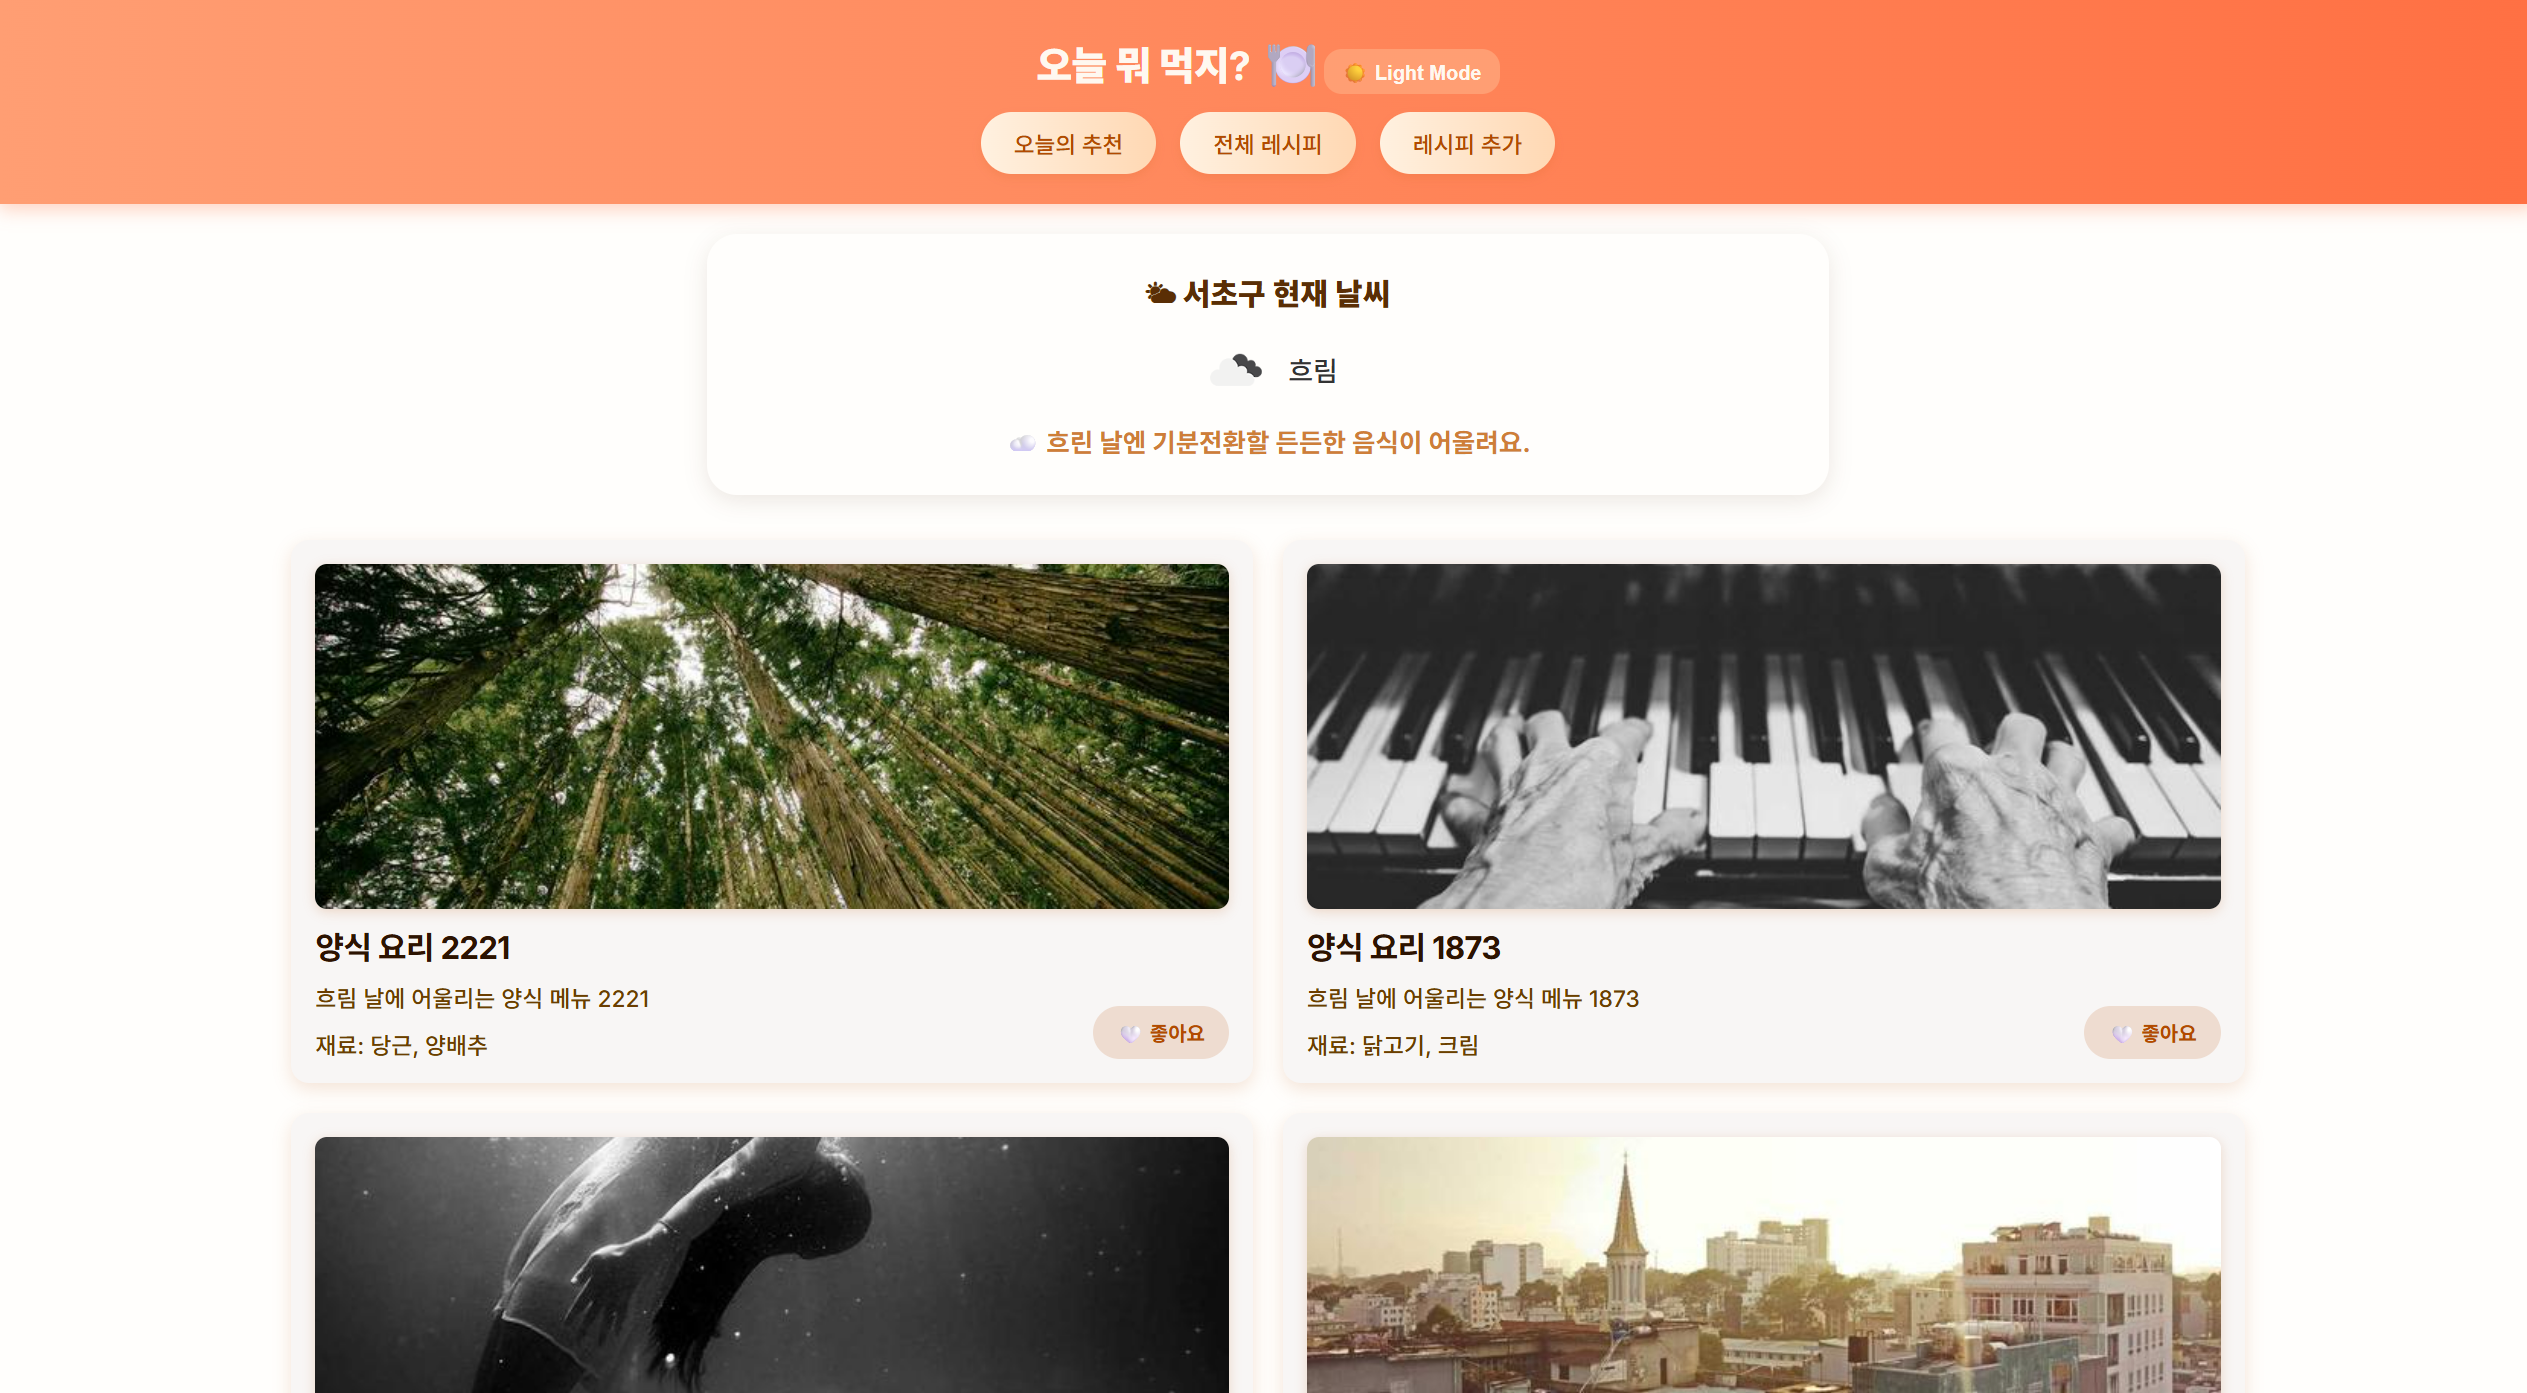 오늘 뭐 먹지? 🍽️ 🌞 Light Mode
오늘의 추천 전체 레시피 레시피 추가
🌥 서초구 현재 날씨
흐림
☁️ 흐린 날엔 기분전환할 든든한 음식이 어울려요.
양식 요리 2221
흐림 날에 어울리는 양식 메뉴 2221
재료: 당근, 양배추
🤍 좋아요
양식 요리 1873
흐림 날에 어울리는 양식 메뉴 1873
재료: 닭고기, 크림
🤍 좋아요